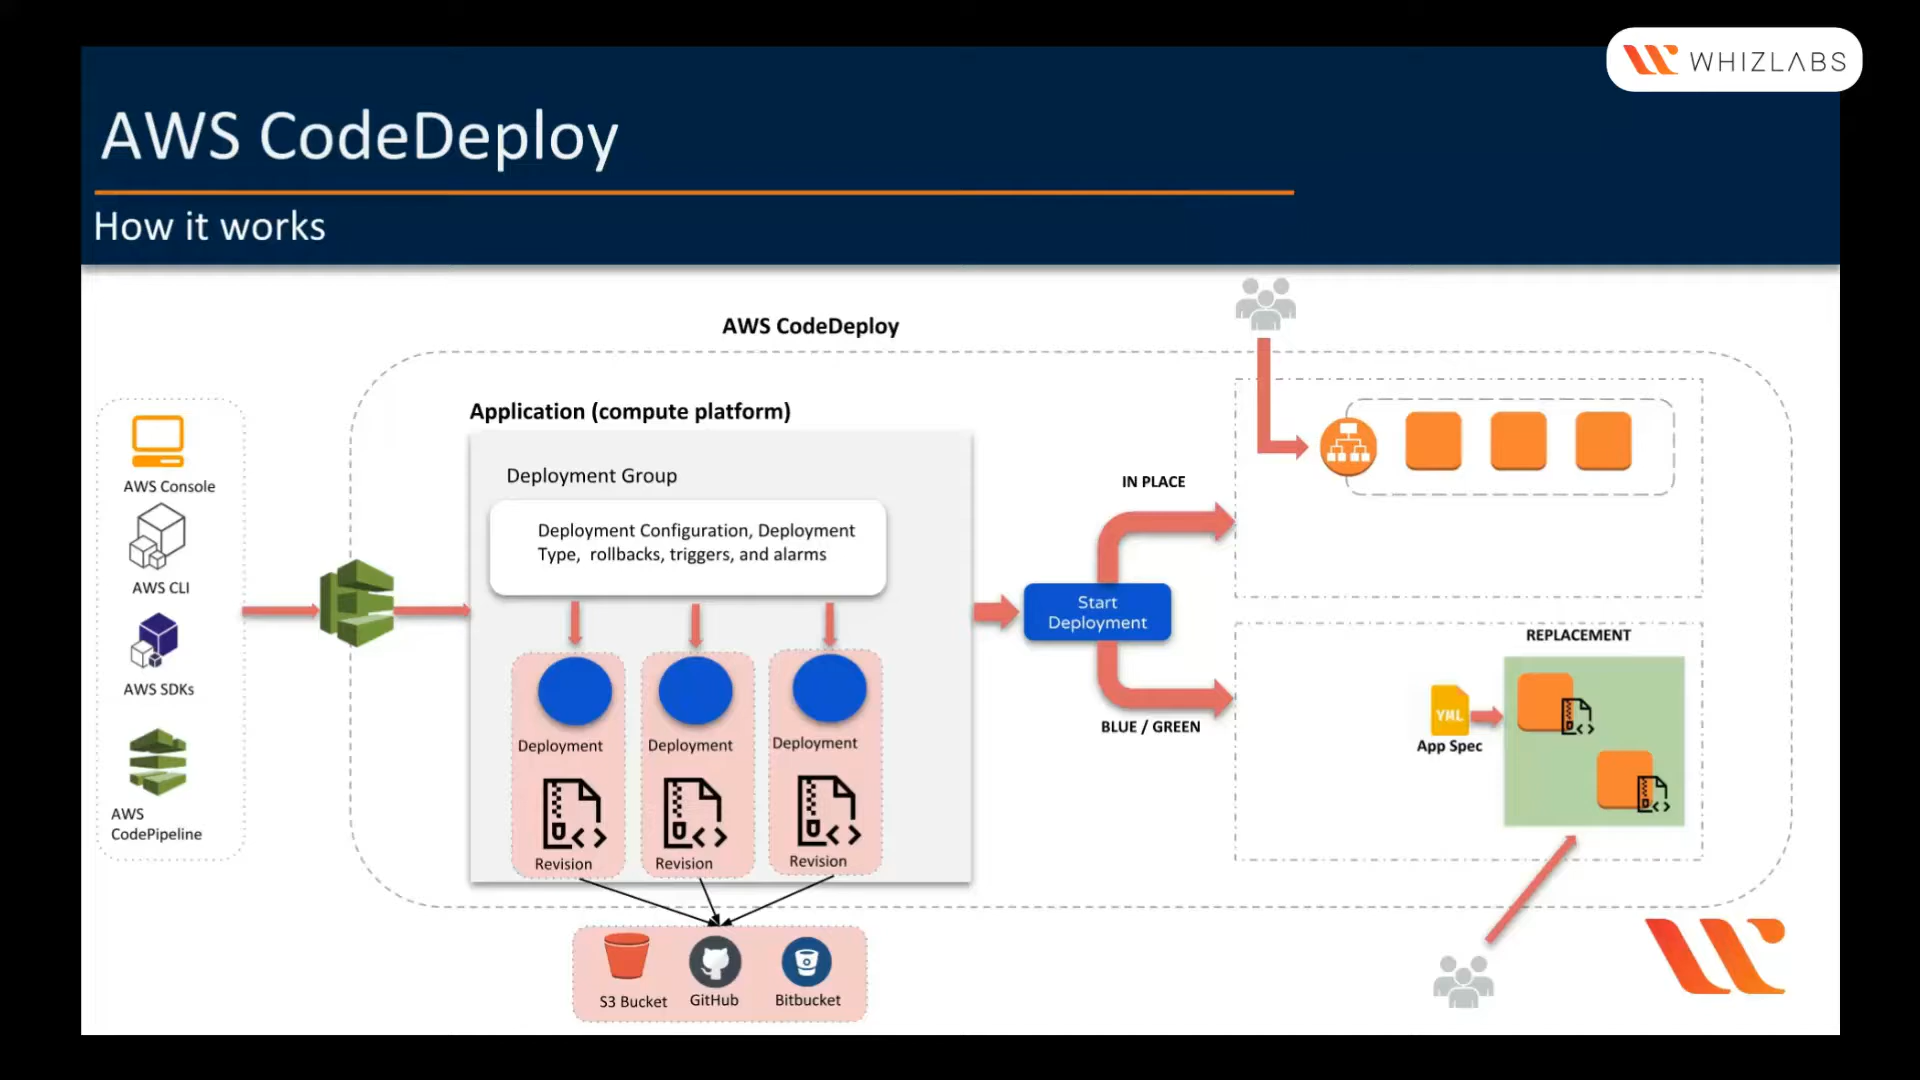 WHIZLABS
AWS CodeDeploy
How it works
AWS CodeDeploy
Application (compute platform)
Deployment Group
Deployment Configuration, Deployment
Type, rollbacks, triggers, and alarms
AWS Console
AWS CLI
AWS SDKs
AWS
CodePipeline
Deployment
Deployment
Deployment
Revision
Revision
Revision
S3 Bucket
GitHub
Bitbucket
Start
Deployment
IN PLACE
BLUE / GREEN
REPLACEMENT
YML
App Spec